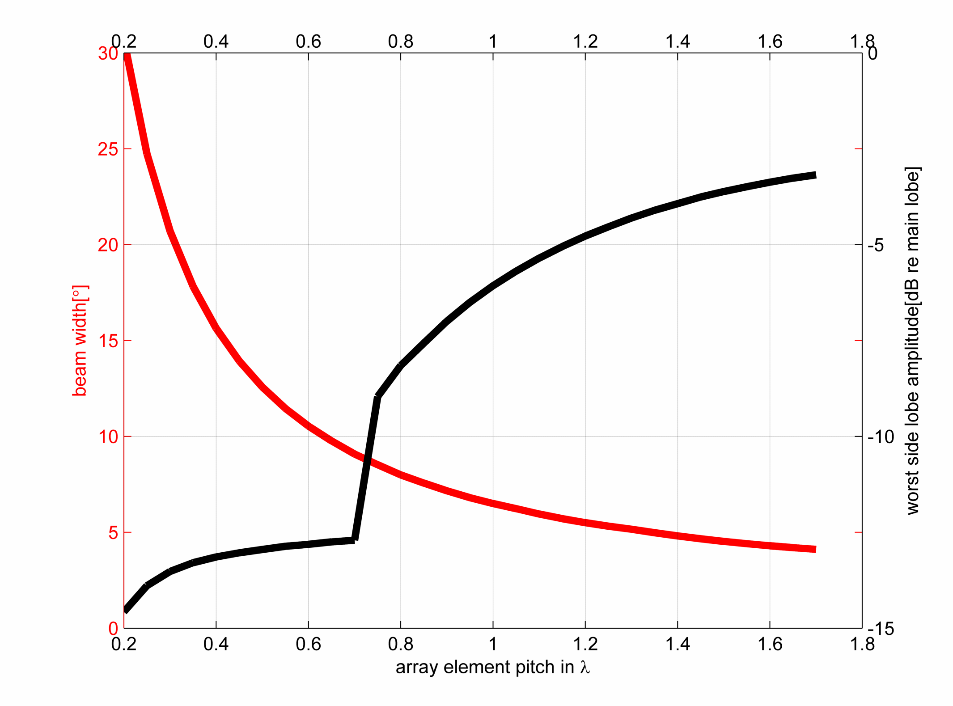 0.2 0.4 0.6 0.8 1 1.2 1.4 1.6 1.8
30 0
25
20 -5
15
10 -10
5
0 -15
0.2 0.4 0.6 0.8 1 1.2 1.4 1.6 1.8
array element pitch in λ
beam width[°]
worst side lobe amplitude[dB re main lobe]